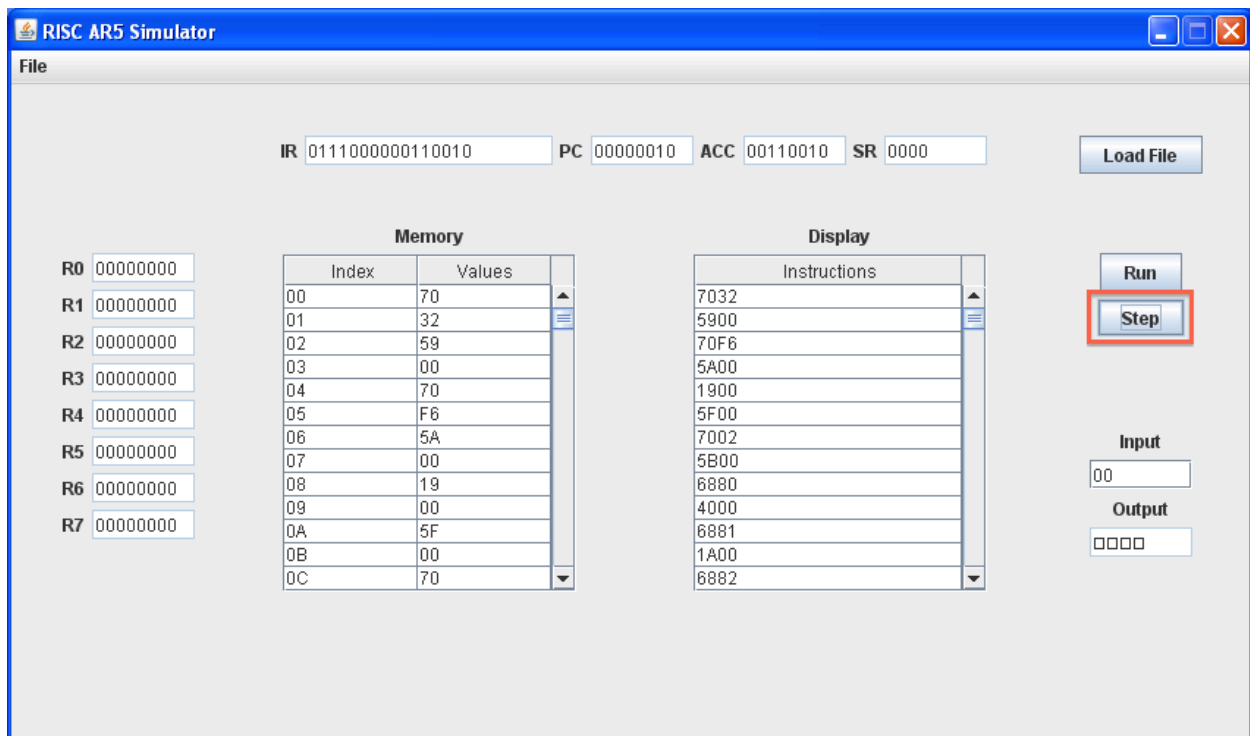 RISC AR5 Simulator
File
IR 0111000000110010 PC 00000010 ACC 00110010 SR 0000
Load File
Memory
Display
R0 00000000
R1 00000000
R2 00000000
R3 00000000
R4 00000000
R5 00000000
R6 00000000
R7 00000000
Index Values
00 70
01 32
02 59
03 00
04 70
05 F6
06 5A
07 00
08 19
09 00
0A 5F
0B 00
0C 70
Instructions
7032
5900
70F6
5A00
1900
5F00
7002
5B00
6880
4000
6881
1A00
6882
Run
Step
Input
00
Output
□□□□